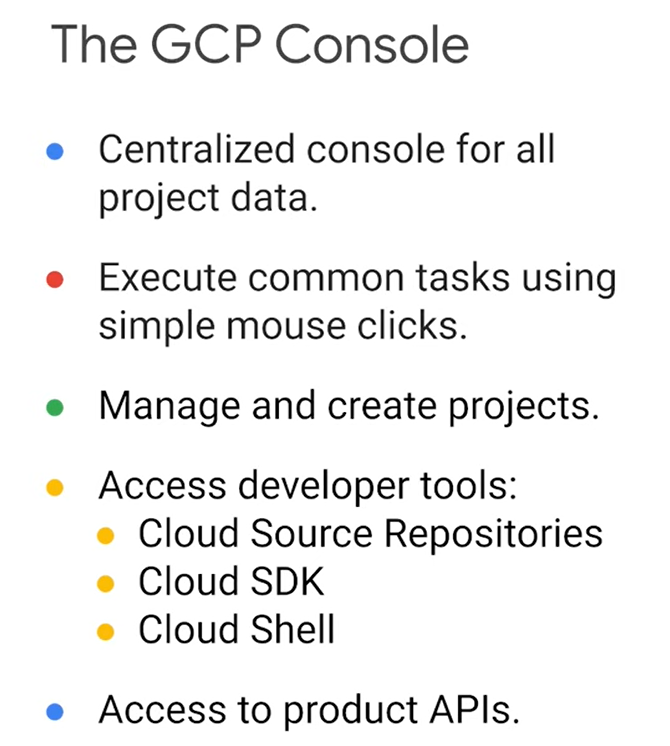 The GCP Console
Centralized console for all
project data.
Execute common tasks using
simple mouse clicks.
Manage and create projects.
Access developer tools:
Cloud Source Repositories
Cloud SDK
Cloud Shell
Access to product APIs.